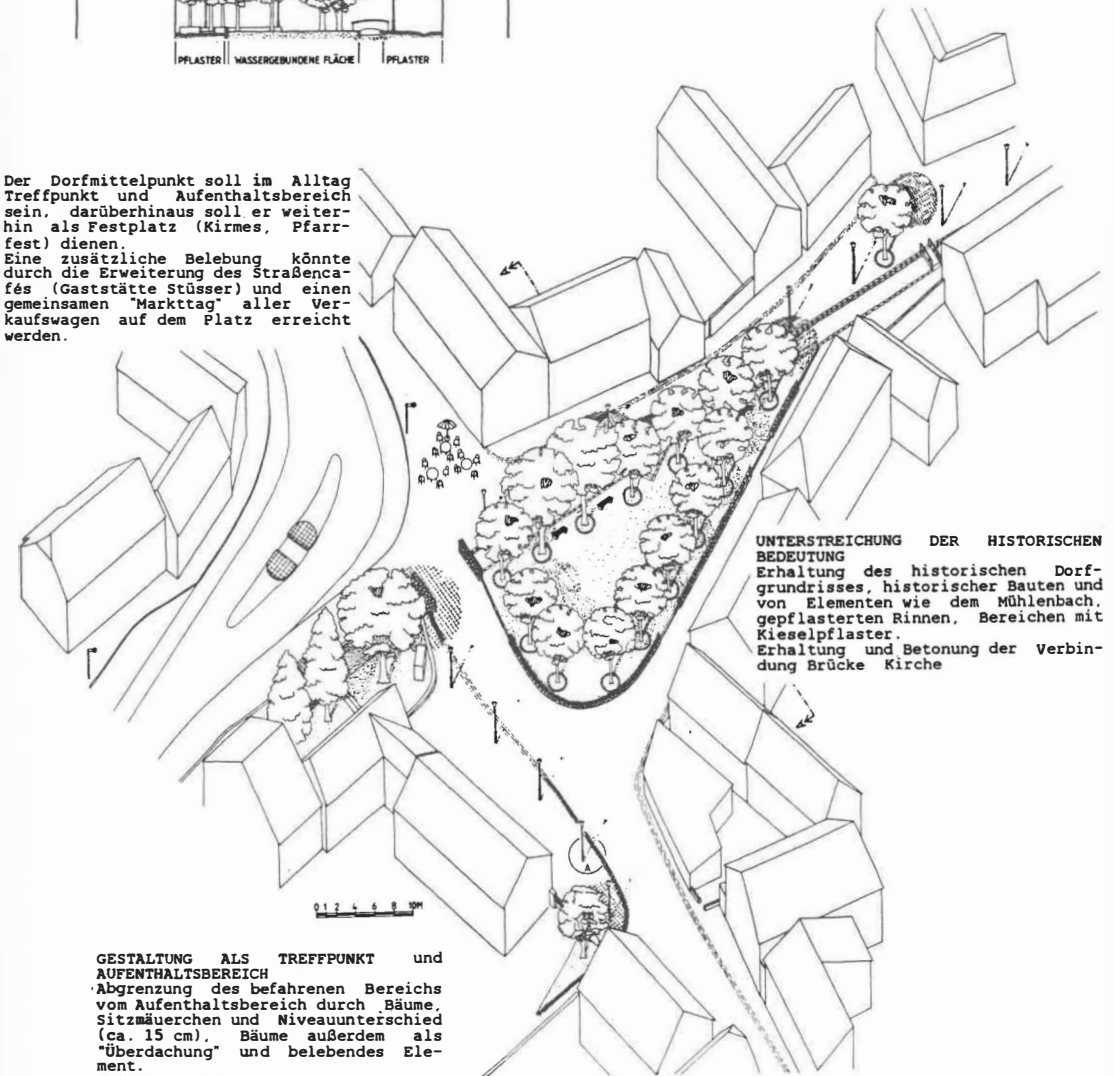 PFLASTER WASSERGEBUNDENE FLÄCHE PFLASTER
Der Dorfmittelpunkt soll im Alltag
Treffpunkt und Aufenthaltsbereich
sein, darüberhinaus soll er weiter-
hin als Festplatz (Kirmes, Pfarr-
fest) dienen.
Eine zusätzliche Belebung könnte
durch die Erweiterung des Straßenca-
fés (Gaststätte Stüsser) und einen
gemeinsamen "Markttag" aller Ver-
kaufswagen auf dem Platz erreicht
werden.
UNTERSTREICHUNG DER HISTORISCHEN
BEDEUTUNG
Erhaltung des historischen Dorf-
grundrisses, historischer Bauten und
von Elementen wie dem Mühlenbach,
gepflasterten Rinnen, Bereichen mit
Kieselpflaster.
Erhaltung und Betonung der Verbin-
dung Brücke Kirche
A
0 1 2 4 6 8 10M
GESTALTUNG ALS TREFFPUNKT und
AUFENTHALTSBEREICH
Abgrenzung des befahrenen Bereichs
vom Aufenthaltsbereich durch Bäume,
Sitzmäuerchen und Niveauunterschied
(ca. 15 cm), Bäume außerdem als
"Überdachung" und belebendes Ele-
ment.